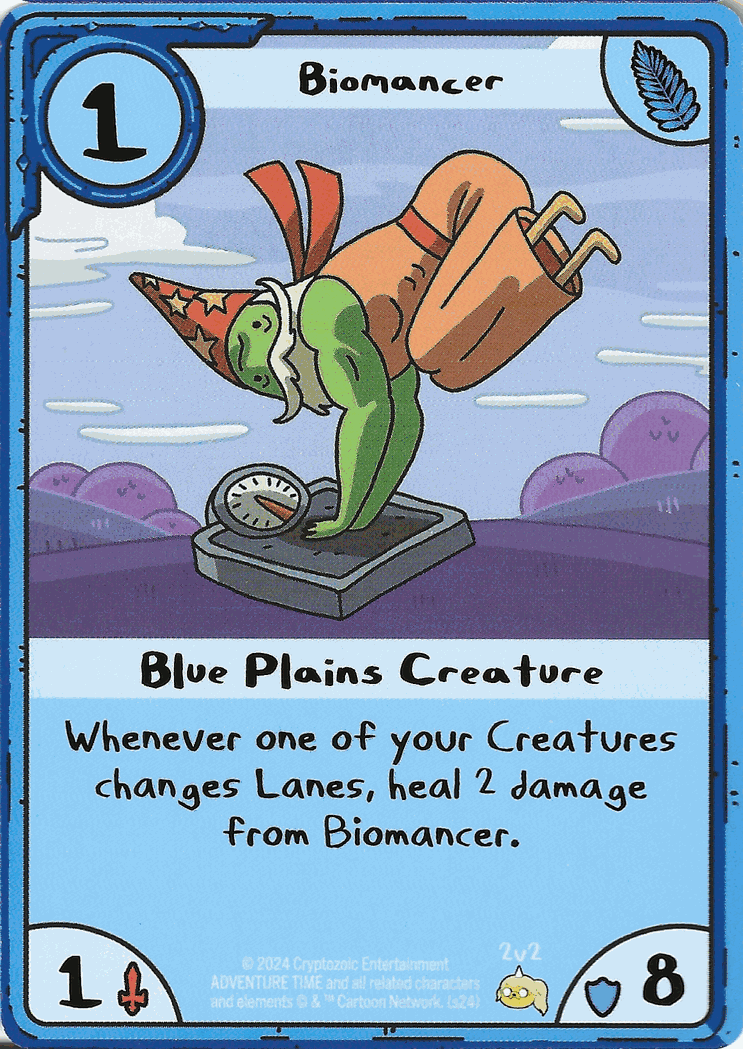 1
Biomancer
Blue Plains Creature
Whenever one of your Creatures
changes Lanes, heal 2 damage
from Biomancer.
1
© 2024 Cryptozoic Entertainment
ADVENTURE TIME and all related characters
and elements © & ™ Cartoon Network. (s24)
2v2
8